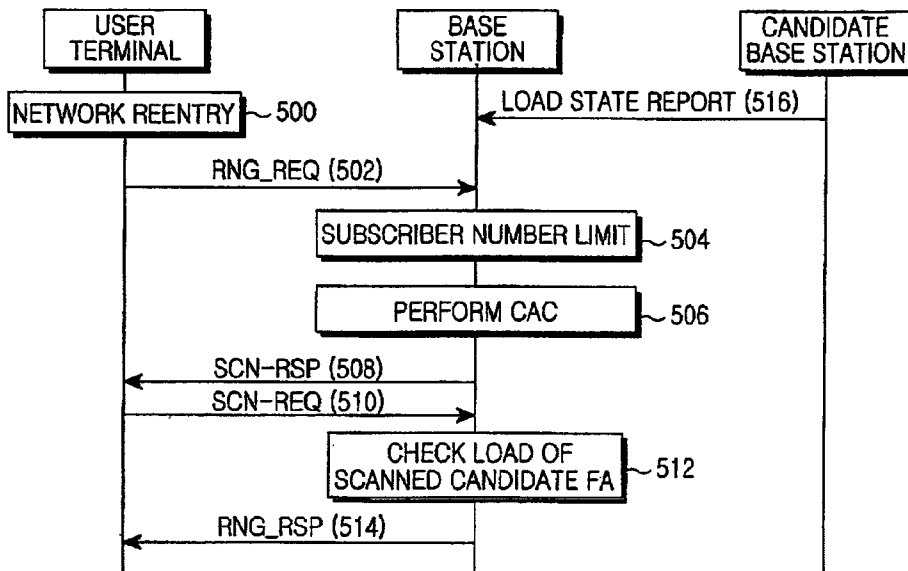 USER
TERMINAL
BASE
STATION
CANDIDATE
BASE STATION
NETWORK REENTRY
500
LOAD STATE REPORT (516)
RNG_REQ (502)
SUBSCRIBER NUMBER LIMIT
504
PERFORM CAC
506
SCN-RSP (508)
SCN-REQ (510)
CHECK LOAD OF
SCANNED CANDIDATE FA
512
RNG_RSP (514)